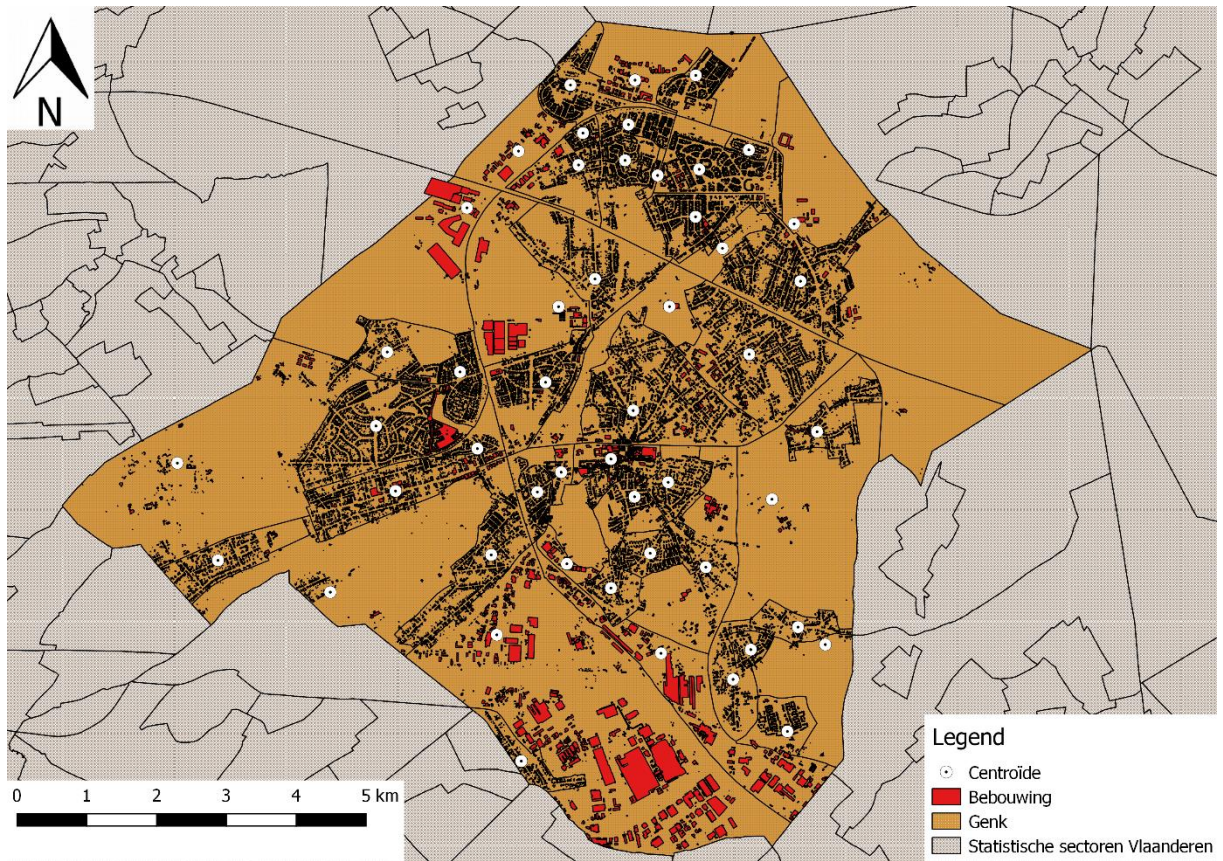 N
Legend
Centroïde
Bebouwing
Genk
Statistische sectoren Vlaanderen
0 1 2 3 4 5 km